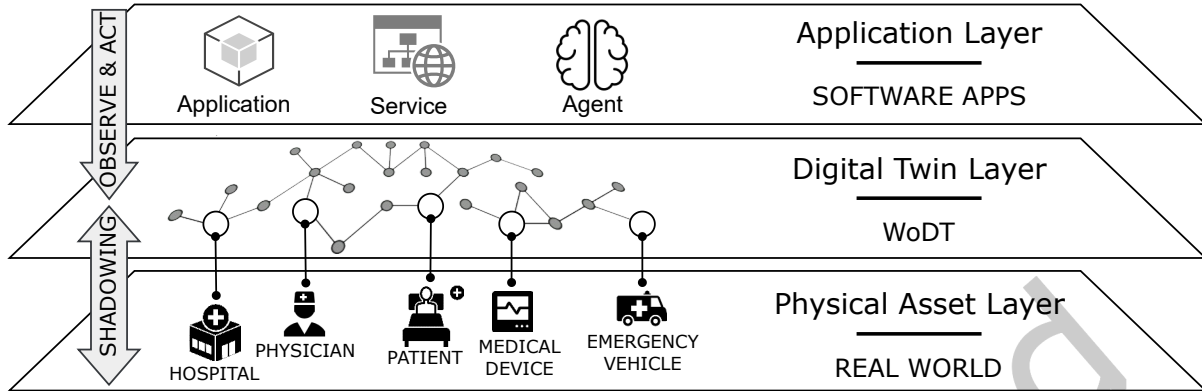 OBSERVE & ACT
Application
Service
Agent
Application Layer
SOFTWARE APPS
Digital Twin Layer
WoDT
SHADOWING
HOSPITAL
PHYSICIAN
PATIENT
MEDICAL
DEVICE
EMERGENCY
VEHICLE
Physical Asset Layer
REAL WORLD